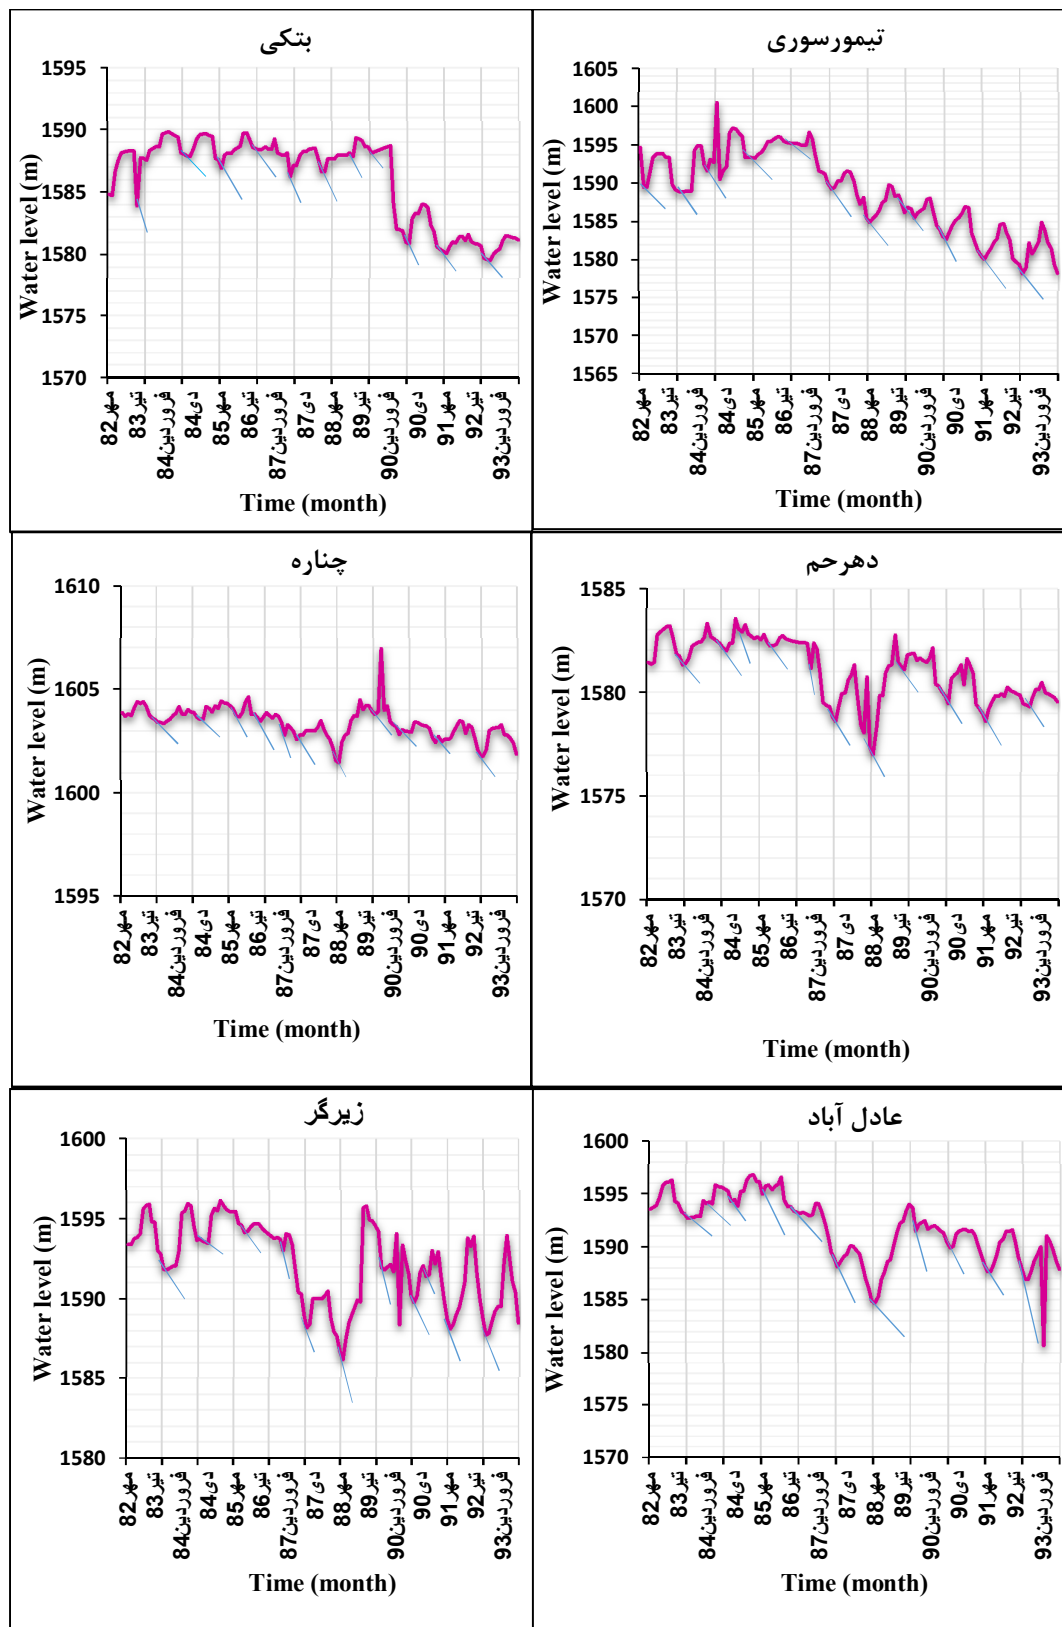 بتکی
Water level (m)
1595
1590
1585
1580
1575
1570
مهر82
تیر83
فروردین84
دی84
مهر85
تیر86
فروردین87
دی87
مهر88
تیر89
فروردین90
دی90
مهر91
تیر92
فروردین93
Time (month)
تیمورسوری
Water level (m)
1605
1600
1595
1590
1585
1580
1575
1570
1565
مهر82
تیر83
فروردین84
دی84
مهر85
تیر86
فروردین87
دی87
مهر88
تیر89
فروردین90
دی90
مهر91
تیر92
فروردین93
Time (month)
چناره
Water level (m)
1610
1605
1600
1595
مهر82
تیر83
فروردین84
دی84
مهر85
تیر86
فروردین87
دی87
مهر88
تیر89
فروردین90
دی90
مهر91
تیر92
فروردین93
Time (month)
دهرحم
Water level (m)
1585
1580
1575
1570
مهر82
تیر83
فروردین84
دی84
مهر85
تیر86
فروردین87
دی87
مهر88
تیر89
فروردین90
دی90
مهر91
تیر92
فروردین93
Time (month)
زیرگر
Water level (m)
1600
1595
1590
1585
1580
مهر82
تیر83
فروردین84
دی84
مهر85
تیر86
فروردین87
دی87
مهر88
تیر89
فروردین90
دی90
مهر91
تیر92
فروردین93
Time (month)
عادل آباد
Water level (m)
1600
1595
1590
1585
1580
1575
1570
مهر82
تیر83
فروردین84
دی84
مهر85
تیر86
فروردین87
دی87
مهر88
تیر89
فروردین90
دی90
مهر91
تیر92
فروردین93
Time (month)